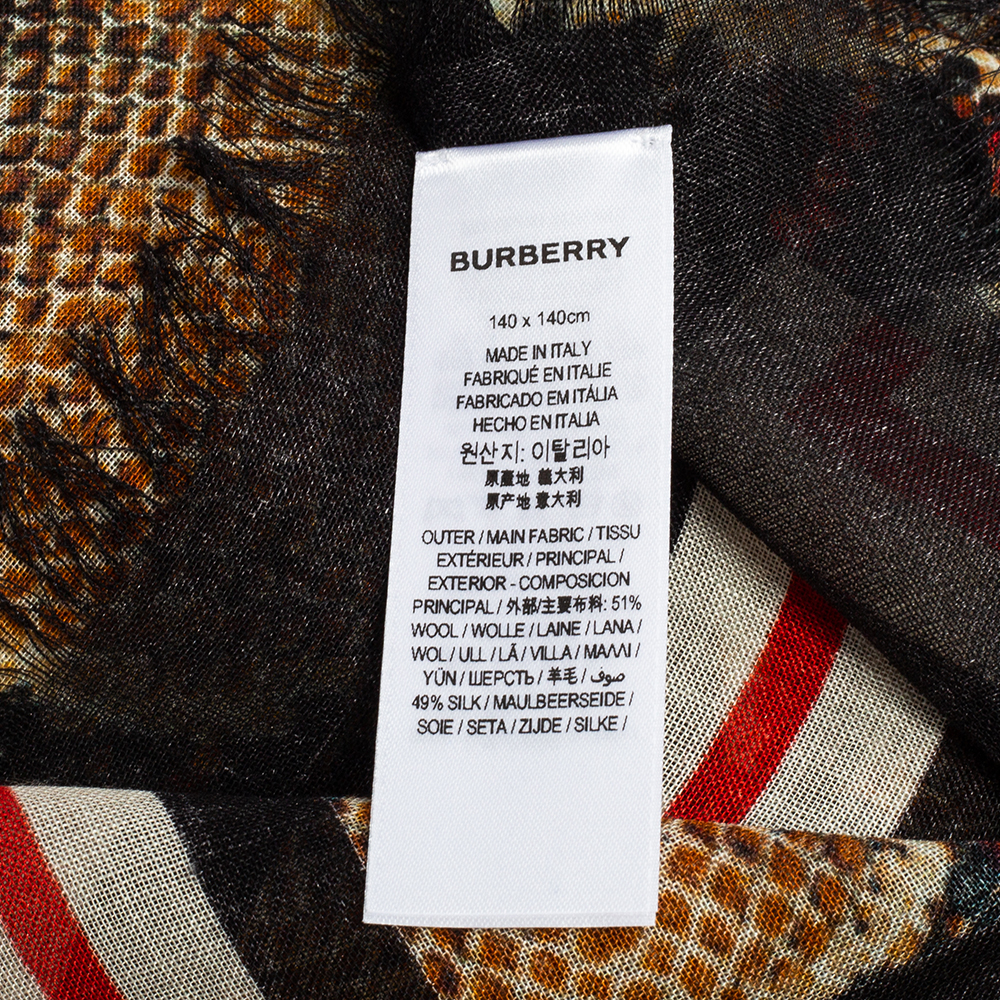 BURBERRY
140 x 140cm
MADE IN ITALY
FABRIQUÉ EN ITALIE
FABRICADO EM ITÁLIA
HECHO EN ITALIA
원산지: 이탈리아
原產地 義大利
原产地 意大利
OUTER / MAIN FABRIC / TISSU
EXTÉRIEUR / PRINCIPAL /
EXTERIOR - COMPOSICION
PRINCIPAL / 外部/主要布料: 51%
WOOL / WOLLE / LAINE / LANA /
WOL / ULL / LÃ / VILLA / ΜΑΛΛΙ /
YÜN / ШЕРСТЬ / 羊毛 / صوف /
49% SILK / MAULBEERSEIDE /
SOIE / SETA / ZIJDE / SILKE /